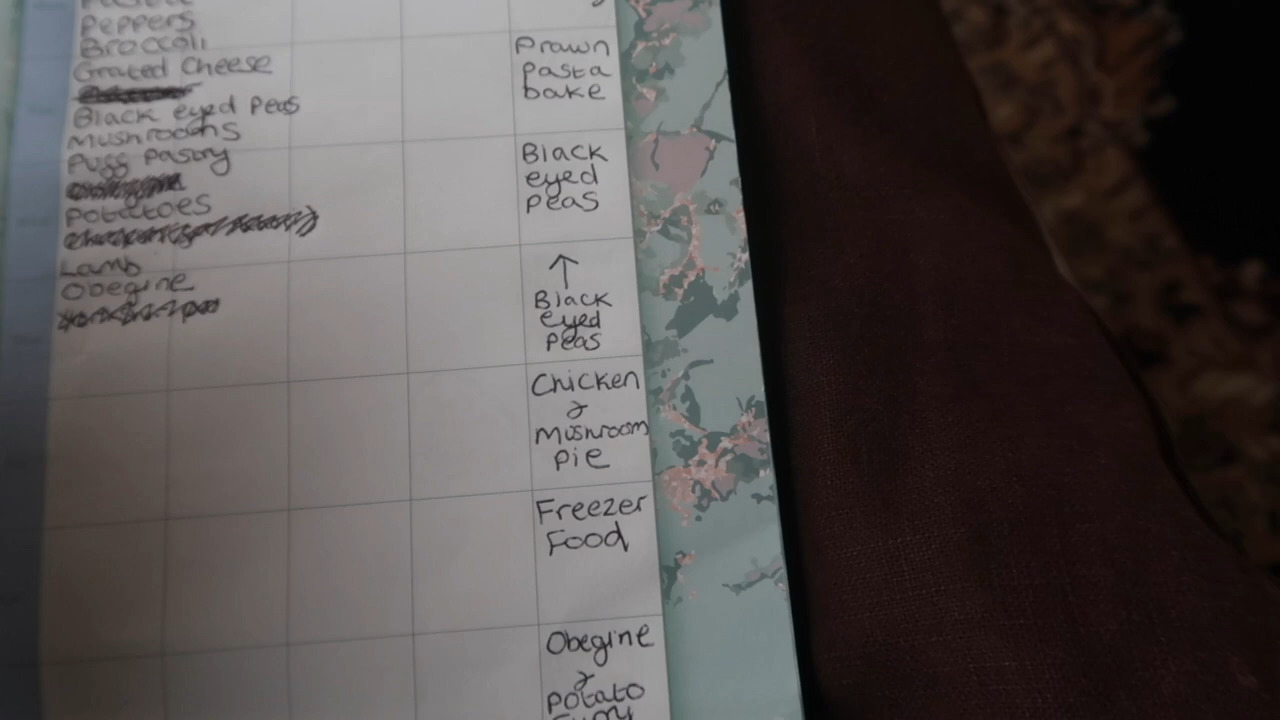 Peppers
Broccoli
Grated Cheese
Black eyed Peas
Mushrooms
Pugg Pastry
Potatoes
Lamb
Obegine
Prawn
pasta
bake
Black
eyed
peas
↑
Black
eyed
peas
Chicken
&
Mushroom
pie
Freezer
Food
Obegine
&
Potato